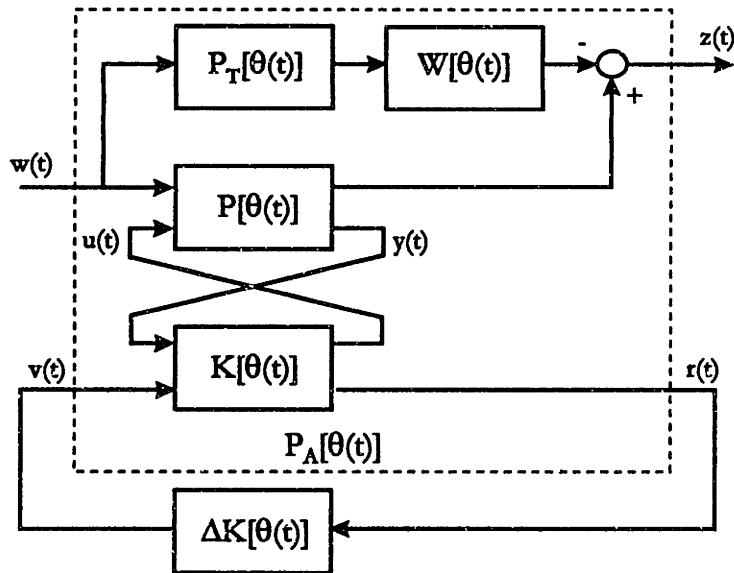 P_T[θ(t)]
W[θ(t)]
-
z(t)
+
w(t)
P[θ(t)]
u(t)
y(t)
K[θ(t)]
v(t)
r(t)
P_A[θ(t)]
ΔK[θ(t)]